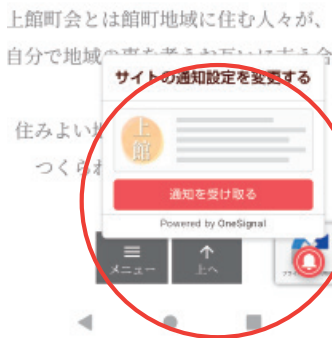 上館町会とは館町地域に住む人々が、
自分で地域の事を考えお互いに支え合
サイトの通知設定を変更する
住みよい地
つくられ
上館
通知を受け取る
Powered by OneSignal
メニュー
上へ